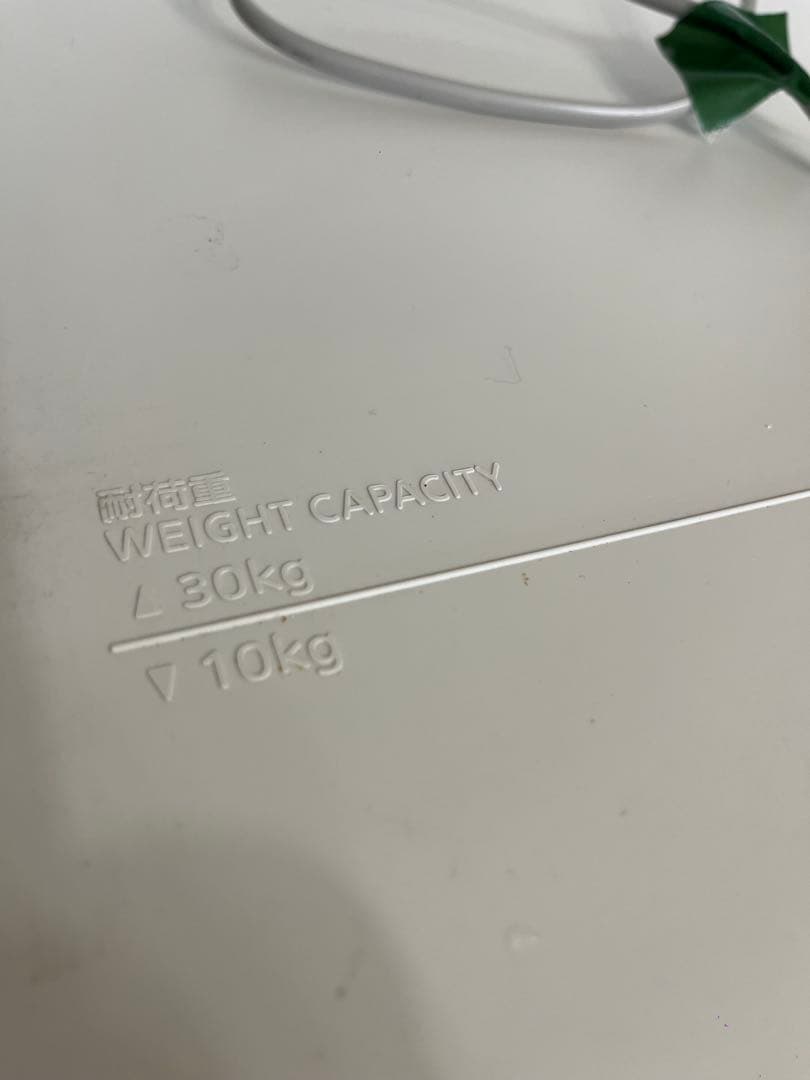 耐荷重
WEIGHT CAPACITY
△ 30kg
▽ 10kg